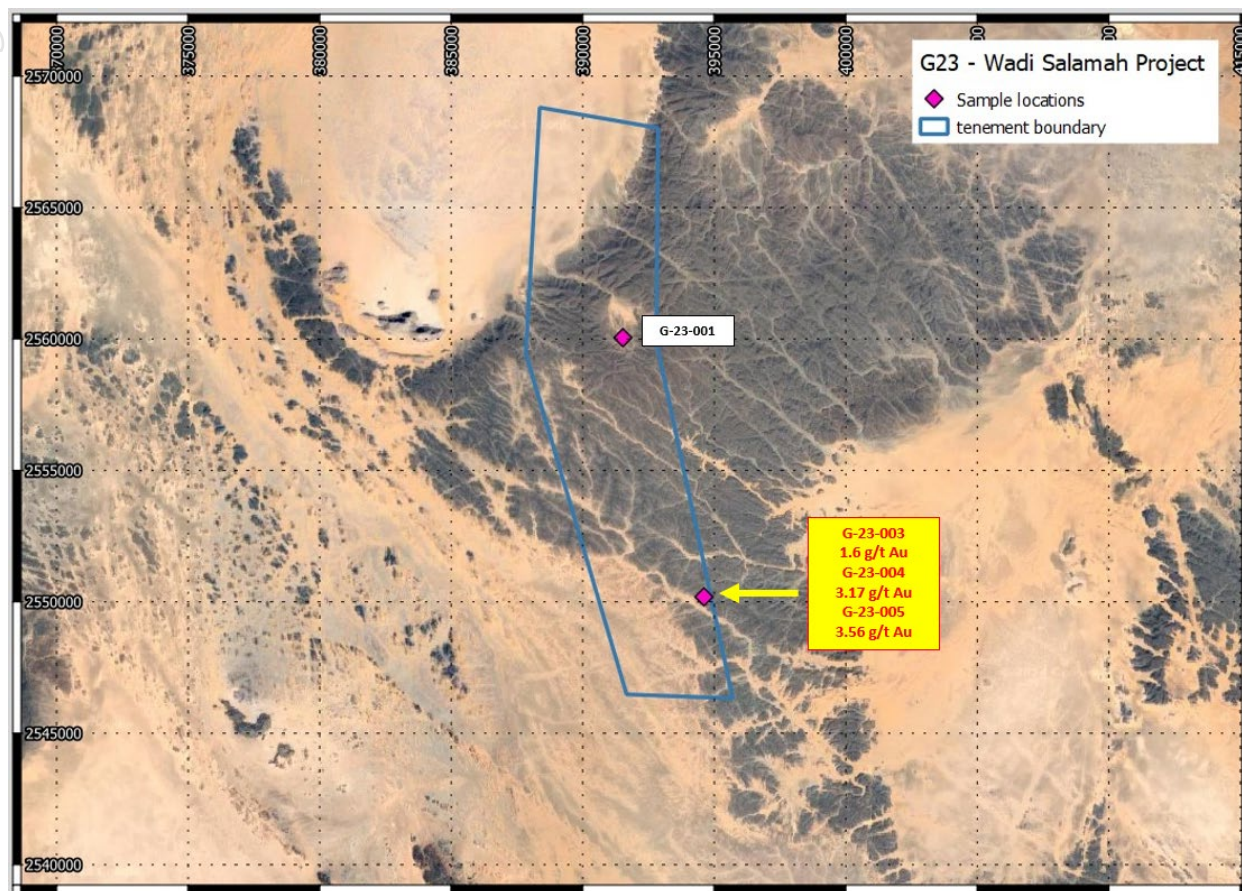 370000
375000
380000
385000
390000
395000
400000
415000
G23 - Wadi Salamah Project
Sample locations
tenement boundary
2570000
2565000
2560000
2555000
2550000
2545000
2540000
G-23-001
G-23-003
1.6 g/t Au
G-23-004
3.17 g/t Au
G-23-005
3.56 g/t Au